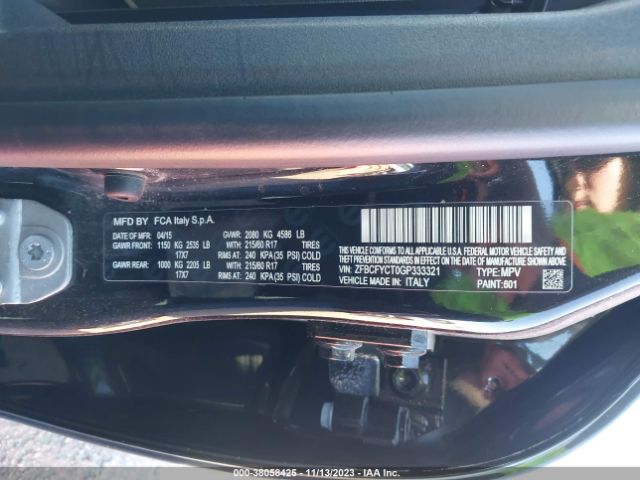 MFD BY FCA Italy S.p.A.
DATE OF MFR: 04/15 GVWR: 2080 KG 4586 LB
GAWR FRONT: 1150 KG 2535 LB WITH: 215/60 R17 TIRES
17X7 RIMS AT: 240 KPA(35 PSI) COLD
GAWR REAR: 1000 KG 2205 LB WITH: 215/60 R17 TIRES
17X7 RIMS AT: 240 KPA(35 PSI) COLD
THIS VEHICLE CONFORMS TO ALL APPLICABLE U.S.A. FEDERAL MOTOR VEHICLE SAFETY,
BUMPER, AND THEFT PREVENTION STANDARDS IN EFFECT ON THE DATE OF MANUFACTURE SHOWN ABOVE.
VIN: ZFBCFYCT0GP333321 TYPE: MPV
VEHICLE MADE IN: ITALY PAINT: 601
000-38058425 - 11/13/2023 - IAA Inc.